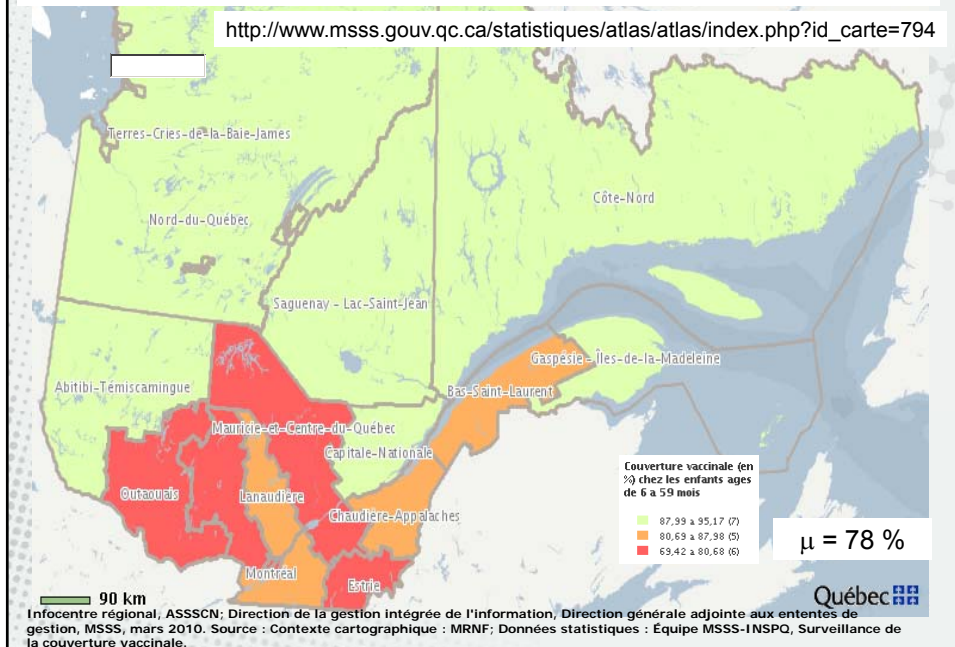 http://www.msss.gouv.qc.ca/statistiques/atlas/atlas/index.php?id_carte=794
Terres-Cries-de-la-Baie-James
Côte-Nord
Nord-du-Québec
Saguenay - Lac-Saint-Jean
Gaspésie - Îles-de-la-Madeleine
Abitibi-Témiscamingue
Bas-Saint-Laurent
Mauricie-et-Centre-du-Québec
Capitale-Nationale
Outaouais
Lanaudière
Chaudière-Appalaches
Montréal
Estrie
Couverture vaccinale (en
%) chez les enfants ages
de 6 a 59 mois
87,99 à 95,17 (7)
80,69 à 87,98 (5)
69,42 à 80,68 (6)
μ = 78 %
90 km
Québec
Infocentre régional, ASSSCN; Direction de la gestion intégrée de l'information, Direction générale adjointe aux ententes de
gestion, MSSS, mars 2010. Source : Contexte cartographique : MRNF; Données statistiques : Équipe MSSS-INSPQ, Surveillance de
la couverture vaccinale.